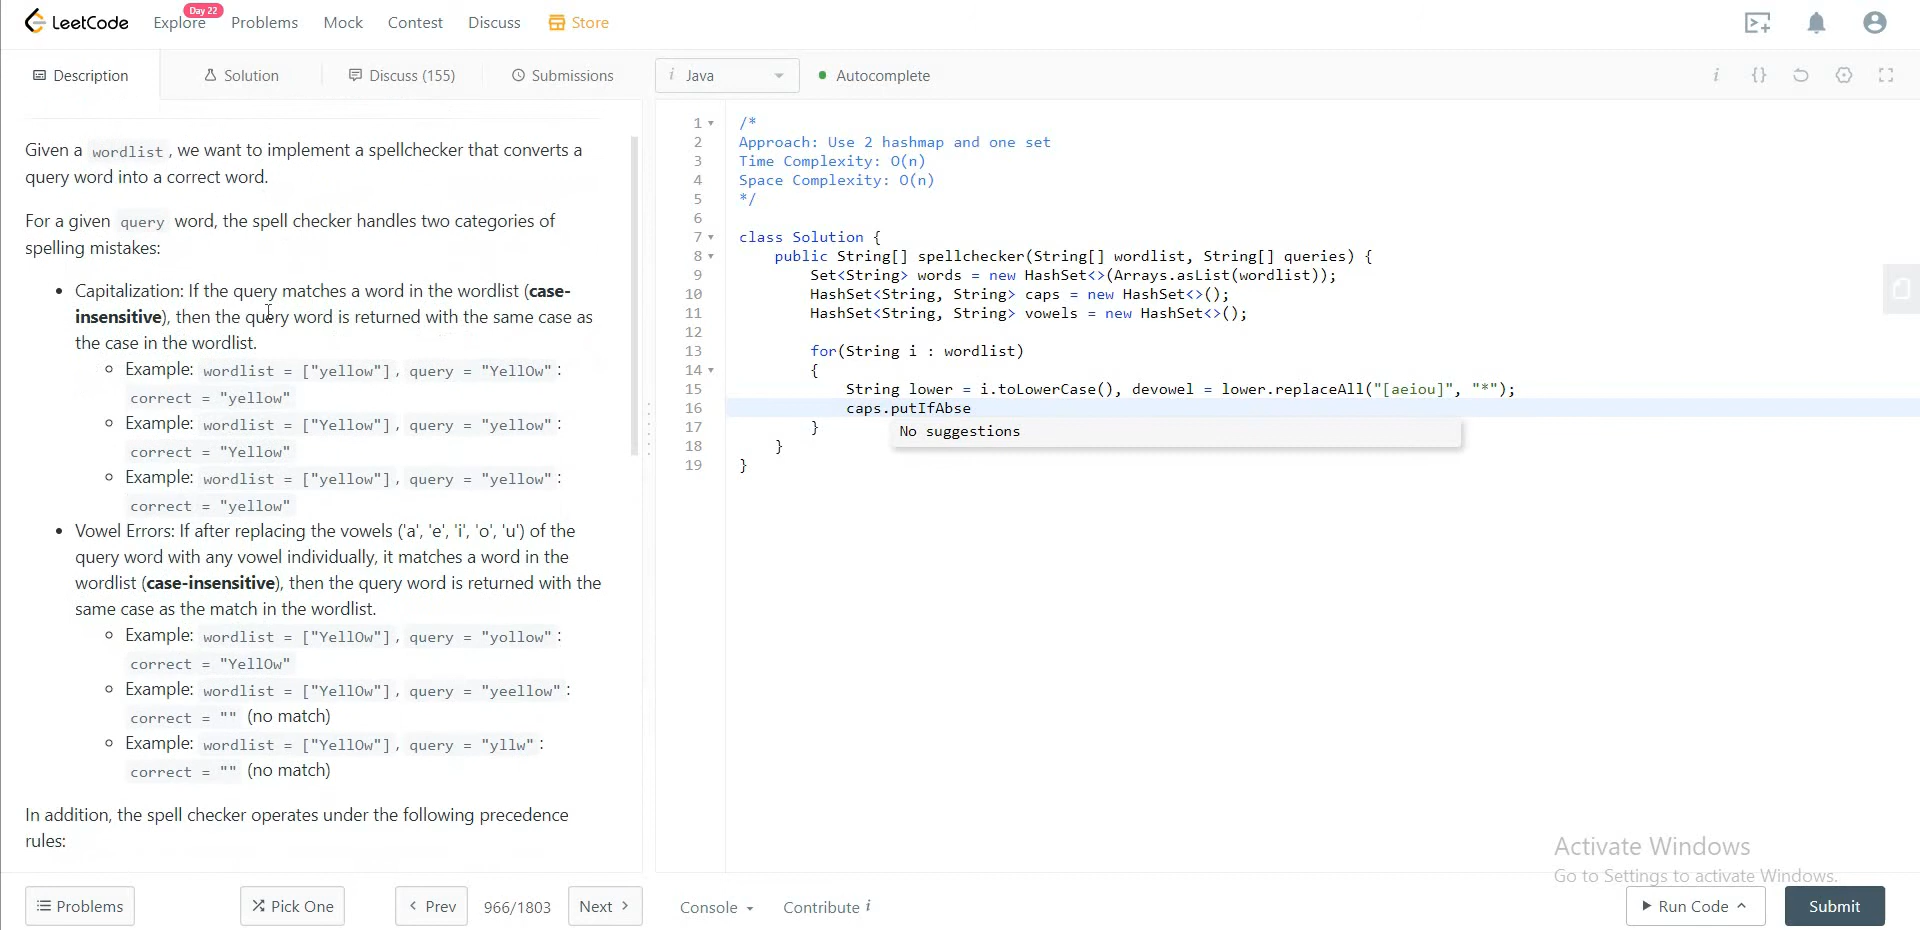 LeetCode
Explore
Day 22
Problems
Mock
Contest
Discuss
Store
Description
Solution
Discuss (155)
Submissions
i Java
Autocomplete
i
{}
Given a wordlist, we want to implement a spellchecker that converts a
query word into a correct word.
For a given query word, the spell checker handles two categories of
spelling mistakes:
• Capitalization: If the query matches a word in the wordlist (case-
insensitive), then the query word is returned with the same case as
the case in the wordlist.
Example: wordlist = ["yellow"], query = "YellOw":
correct = "yellow"
Example: wordlist = ["Yellow"], query = "yellow":
correct = "Yellow"
Example: wordlist = ["yellow"], query = "yellow":
correct = "yellow"
• Vowel Errors: If after replacing the vowels ('a', 'e', 'i', 'o', 'u') of the
query word with any vowel individually, it matches a word in the
wordlist (case-insensitive), then the query word is returned with the
same case as the match in the wordlist.
Example: wordlist = ["YellOw"], query = "yollow":
correct = "YellOw"
Example: wordlist = ["YellOw"], query = "yeellow":
correct = "" (no match)
Example: wordlist = ["YellOw"], query = "yllw":
correct = "" (no match)
In addition, the spell checker operates under the following precedence
rules:
1 /*
2 Approach: Use 2 hashmap and one set
3 Time Complexity: O(n)
4 Space Complexity: O(n)
5 */
6
7 class Solution {
8 public String[] spellchecker(String[] wordlist, String[] queries) {
9 Set<String> words = new HashSet<>(Arrays.asList(wordlist));
10 HashSet<String, String> caps = new HashSet<>();
11 HashSet<String, String> vowels = new HashSet<>();
12
13 for(String i : wordlist)
14 {
15 String lower = i.toLowerCase(), devowel = lower.replaceAll("[aeiou]", "*");
16 caps.putIfAbse
17 }
No suggestions
18 }
19 }
Activate Windows
Go to Settings to activate Windows.
Problems
Pick One
Prev
966/1803
Next
Console
Contribute i
Run Code
Submit